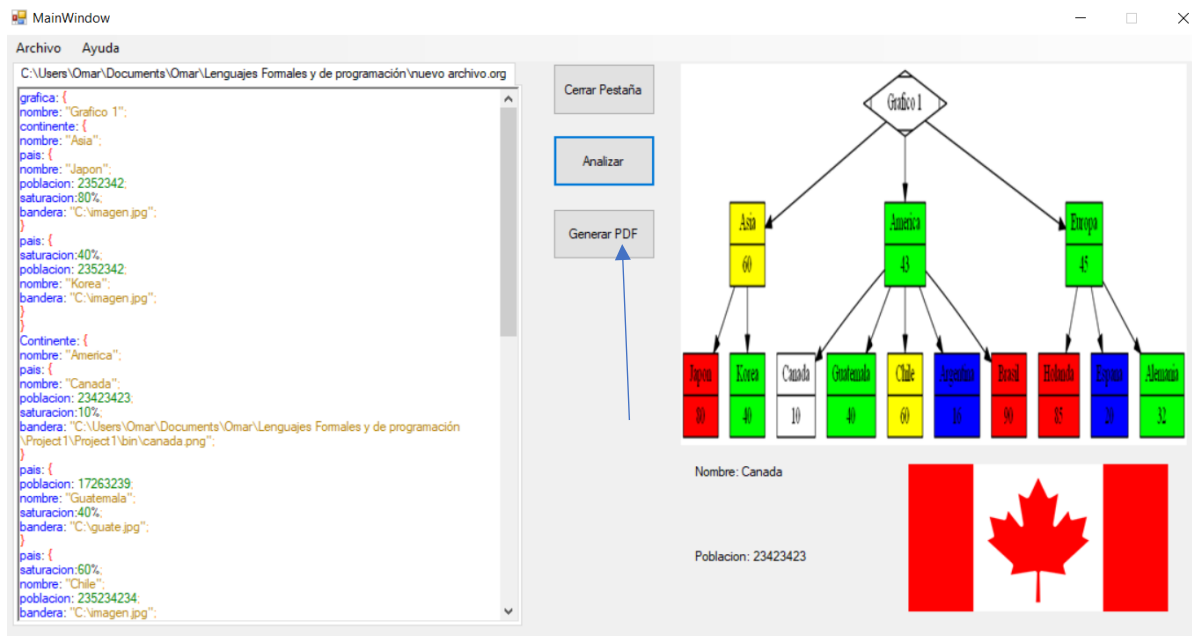 MainWindow
Archivo Ayuda
C:\Users\Omar\Documents\Omar\Lenguajes Formales y de programación\nuevo archivo.org
grafica: {
nombre: "Grafico 1";
continente: {
nombre: "Asia";
pais: {
nombre: "Japon";
poblacion: 2352342;
saturacion:80%;
bandera: "C:\imagen.jpg";
}
pais: {
saturacion:40%;
poblacion: 2352342;
nombre: "Korea";
bandera: "C:\imagen.jpg";
}
}
Continente: {
nombre: "America";
pais: {
nombre: "Canada";
poblacion: 23423423;
saturacion:10%;
bandera: "C:\Users\Omar\Documents\Omar\Lenguajes Formales y de programación
\Project1\Project1\bin\canada.png";
}
pais: {
poblacion: 17263239;
nombre: "Guatemala";
saturacion:40%;
bandera: "C:\guate.jpg";
}
pais: {
saturacion:60%;
nombre: "Chile";
poblacion: 235234234;
bandera: "C:\imagen.jpg";
Cerrar Pestaña
Analizar
Generar PDF
Grafico 1
Asia America Europa
60 43 45
Japon Korea Canada Guatemala Chile Argentina Brasil Holanda Espana Alemania
80 40 10 40 60 16 90 85 29 32
Nombre: Canada
Poblacion: 23423423